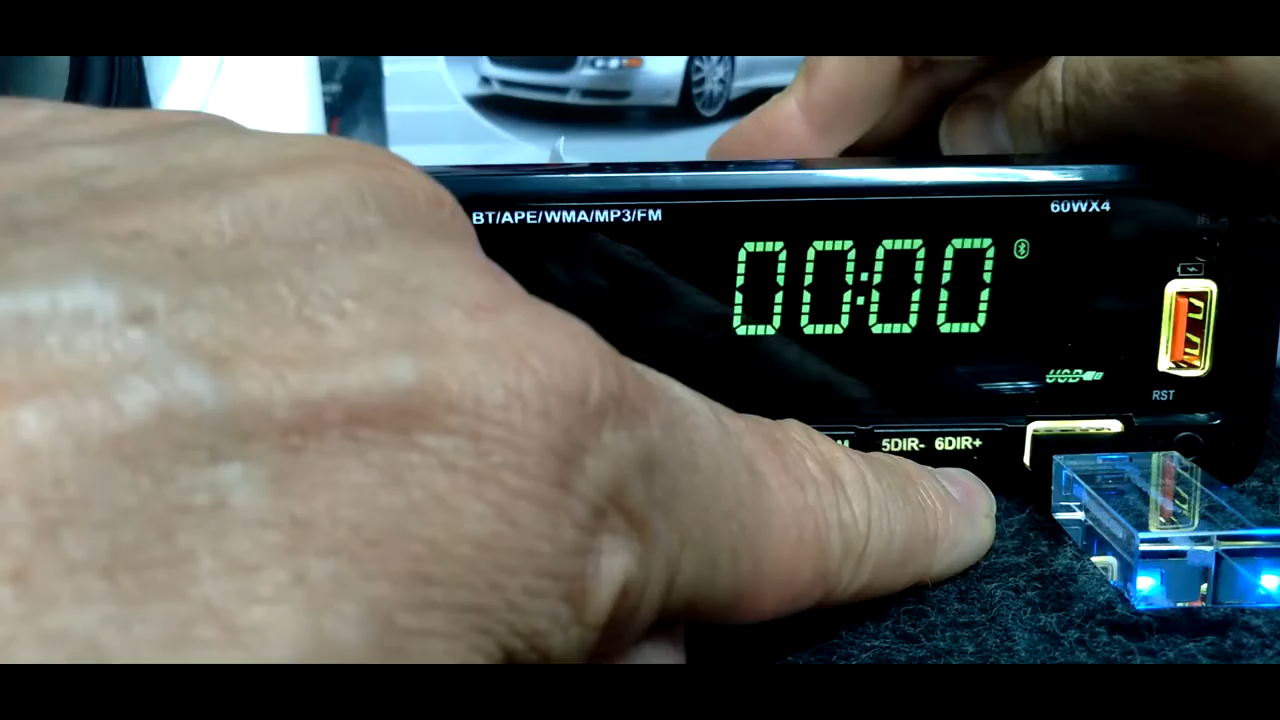 BT/APE/WMA/MP3/FM
60WX4
00:00
USB
RST
5DIR- 6DIR+